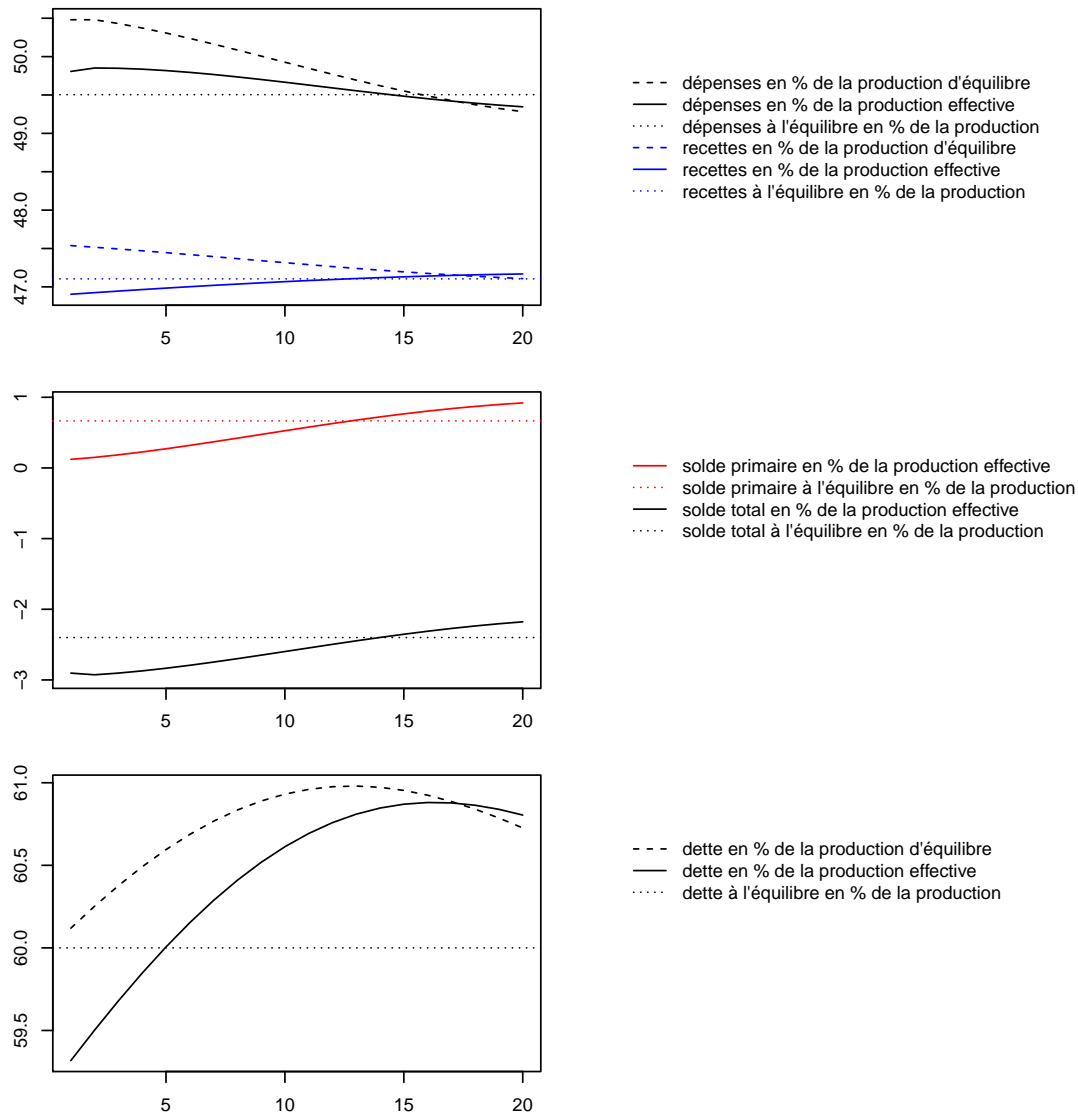 50.0
49.0
48.0
47.0
5
10
15
20
dépenses en % de la production d'équilibre
dépenses en % de la production effective
dépenses à l'équilibre en % de la production
recettes en % de la production d'équilibre
recettes en % de la production effective
recettes à l'équilibre en % de la production
1
0
−1
−2
−3
5
10
15
20
solde primaire en % de la production effective
solde primaire à l'équilibre en % de la production
solde total en % de la production effective
solde total à l'équilibre en % de la production
61.0
60.5
60.0
59.5
5
10
15
20
dette en % de la production d'équilibre
dette en % de la production effective
dette à l'équilibre en % de la production